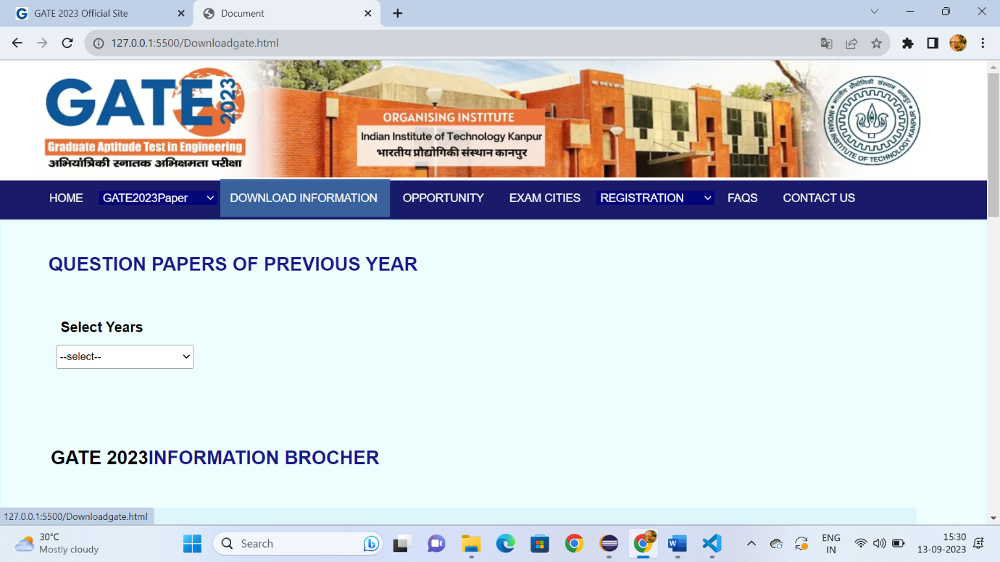 GATE 2023 Official Site
Document
127.0.0.1:5500/Downloadgate.html
GATE 2023
Graduate Aptitude Test in Engineering
अभियांत्रिकी स्नातक अभिक्षमता परीक्षा
ORGANISING INSTITUTE
Indian Institute of Technology Kanpur
भारतीय प्रौद्योगिकी संस्थान कानपुर
भारतीय प्रौद्योगिकी संस्थान कानपुर
INDIAN INSTITUTE OF TECHNOLOGY KANPUR
HOME GATE2023Paper DOWNLOAD INFORMATION OPPORTUNITY EXAM CITIES REGISTRATION FAQS CONTACT US
QUESTION PAPERS OF PREVIOUS YEAR
Select Years
--select--
GATE 2023INFORMATION BROCHER
127.0.0.1:5500/Downloadgate.html
30°C
Mostly cloudy
Search
ENG
IN
15:30
13-09-2023